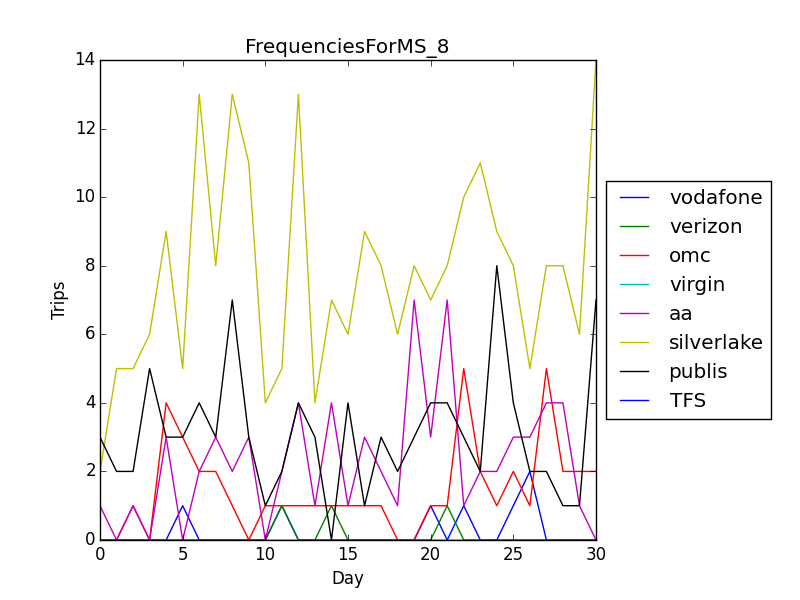 FrequenciesForMS_8
14
12
10
8
6
4
2
0
Trips
0 5 10 15 20 25 30
Day
vodafone
verizon
omc
virgin
aa
silverlake
publis
TFS